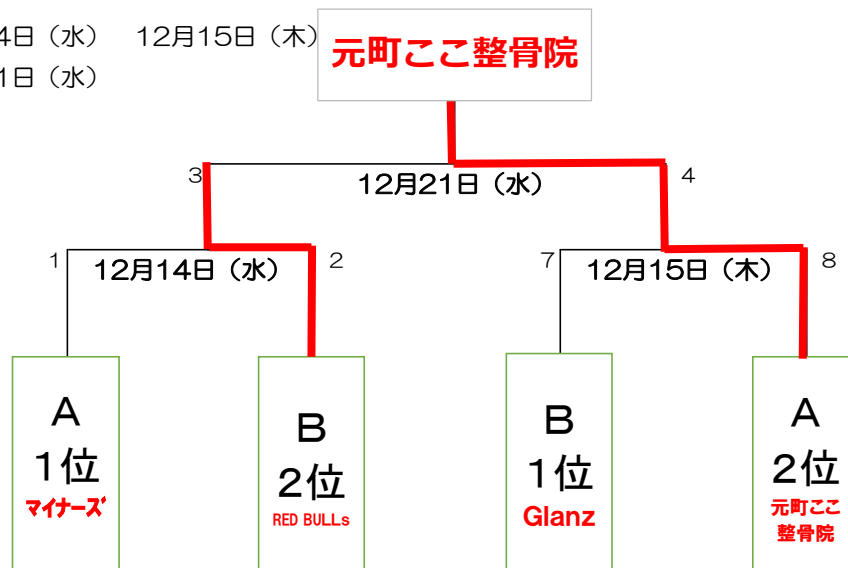 4日（水）　12月15日（木）
1日（水）
元町ここ整骨院
3
12月21日（水）
4
1
12月14日（水）
2
7
12月15日（木）
8
A
1位
マイナーズ
B
2位
RED BULLs
B
1位
Glanz
A
2位
元町ここ
整骨院